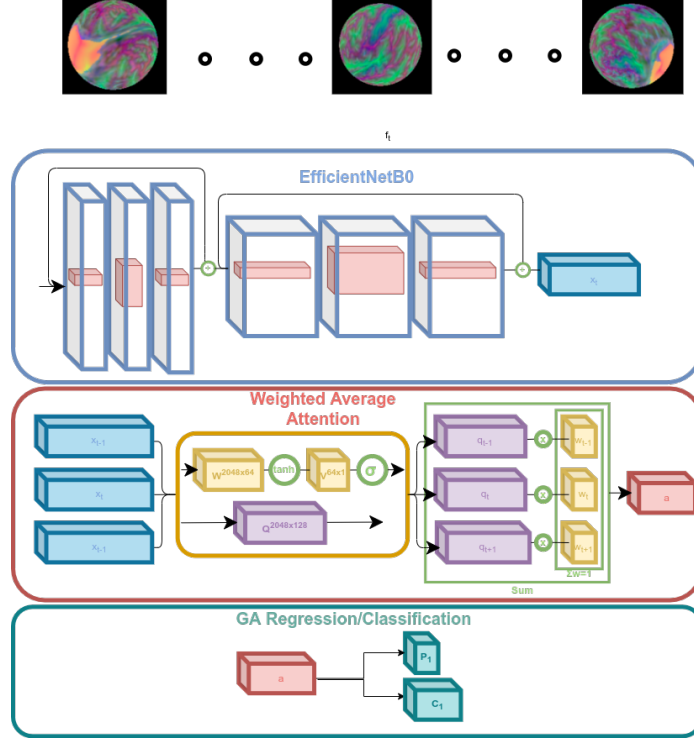 f_t
EfficientNetB0
+
+
x_t
Weighted Average
Attention
x_{t-1}
x_t
x_{t-1}
W^{2048x64}
tanh
V^{64x1}
σ
Q^{2048x128}
q_{t-1}
x
w_{t-1}
q_t
x
w_t
q_{t+1}
x
w_{t+1}
Σw=1
Sum
a
GA Regression/Classification
a
P_1
C_1